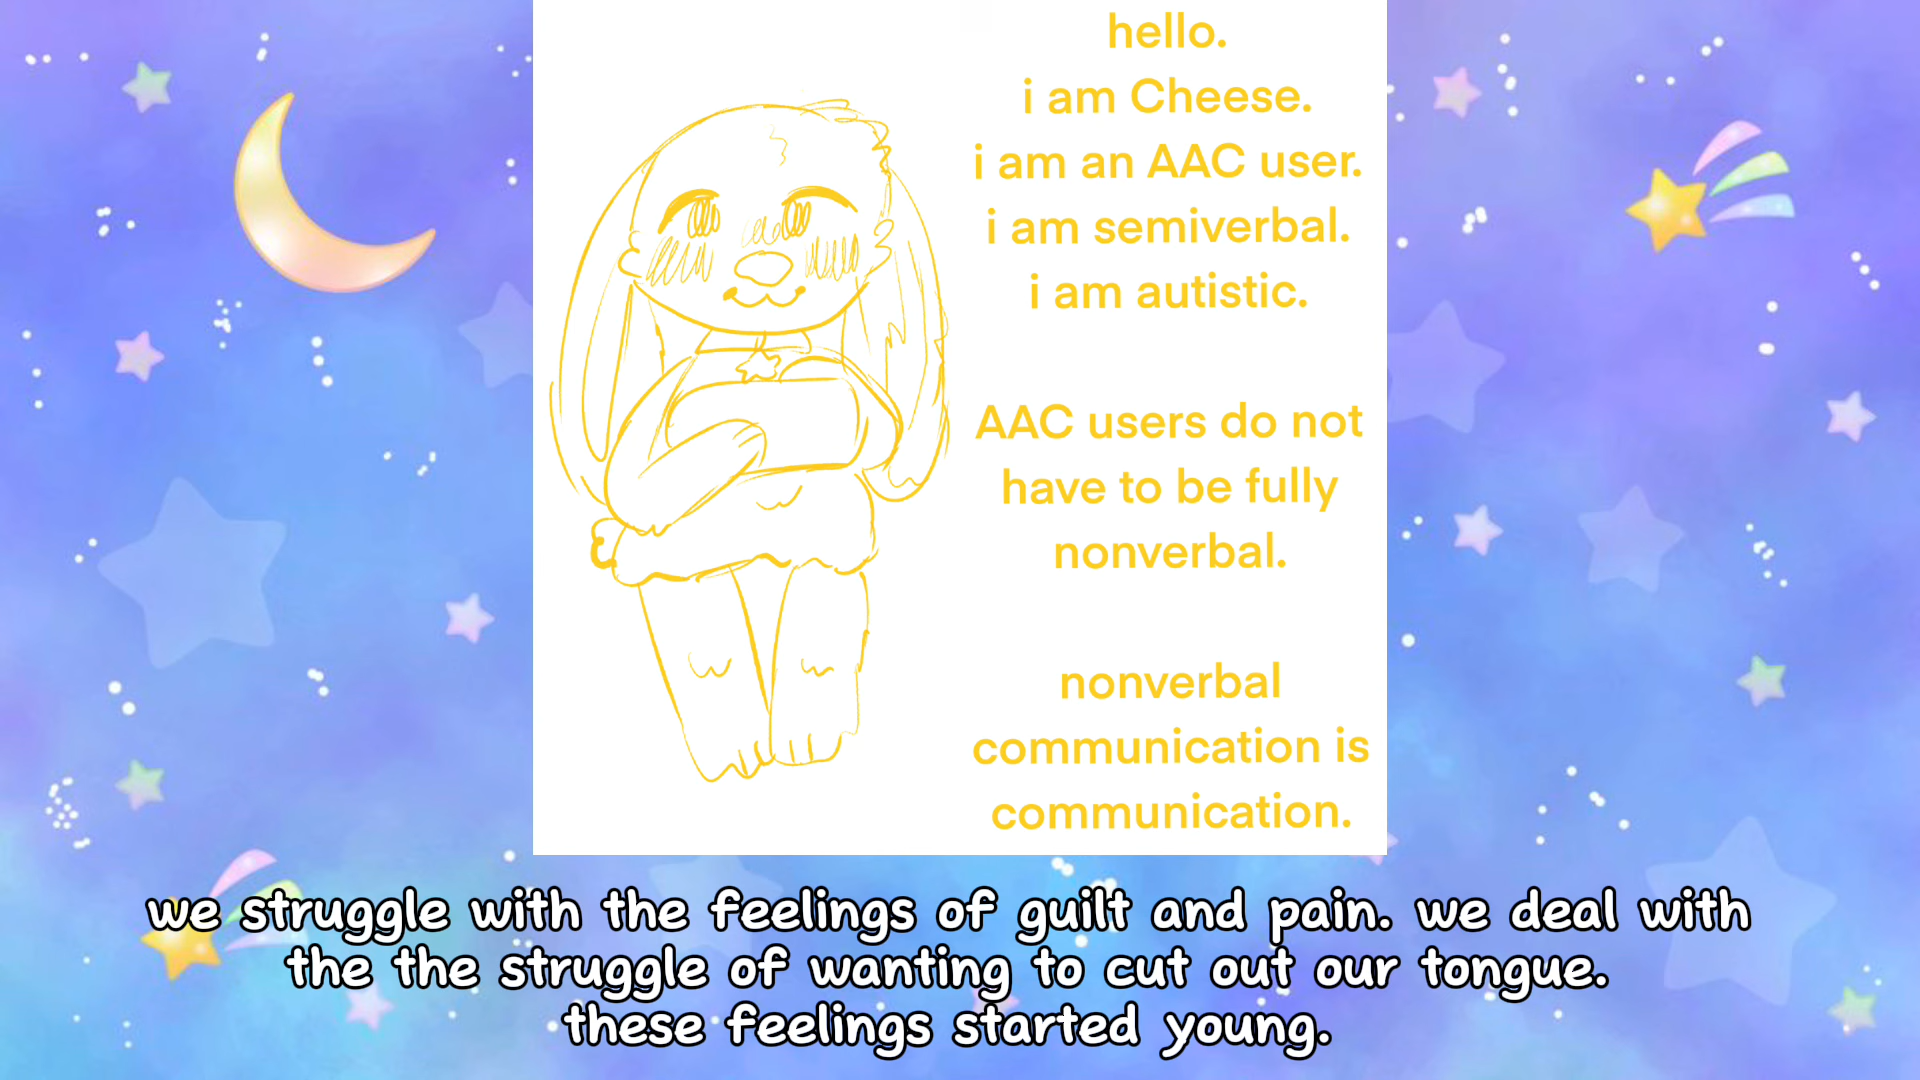 hello.
i am Cheese.
i am an AAC user.
i am semiverbal.
i am autistic.
AAC users do not
have to be fully
nonverbal.
nonverbal
communication is
communication.
we struggle with the feelings of guilt and pain. we deal with
the the struggle of wanting to cut out our tongue.
these feelings started young.